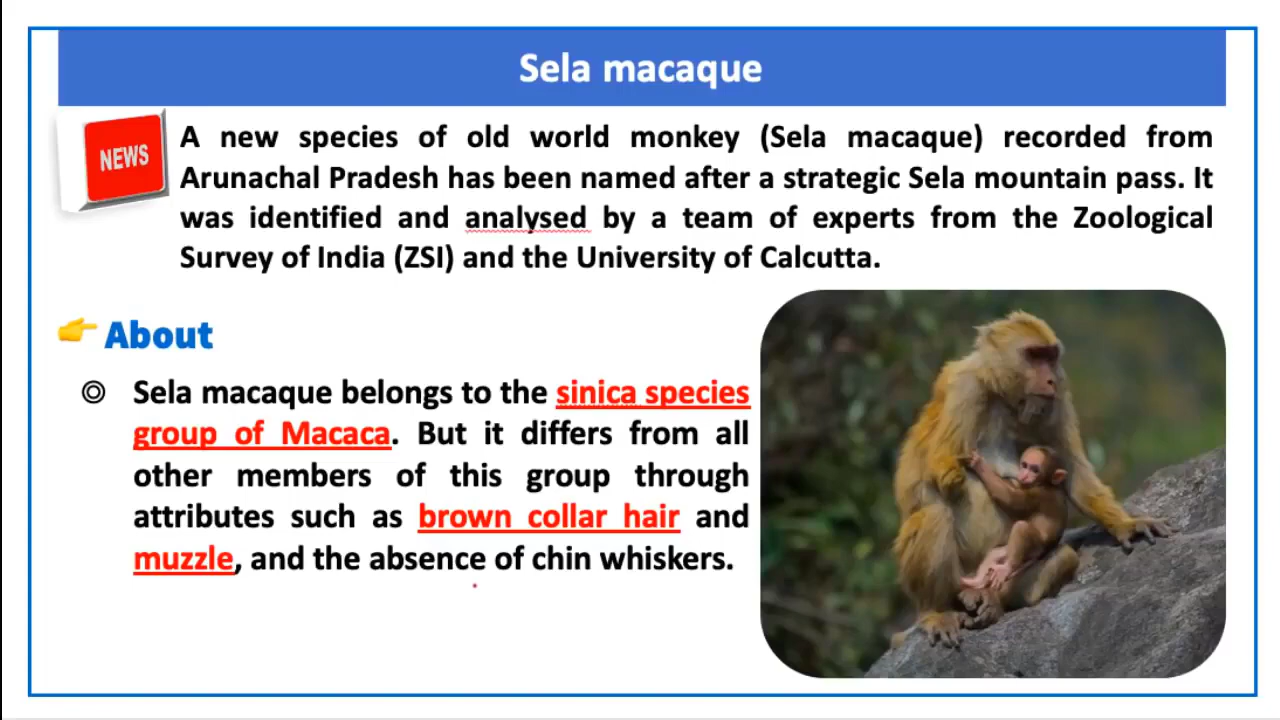 Sela macaque
NEWS
A new species of old world monkey (Sela macaque) recorded from
Arunachal Pradesh has been named after a strategic Sela mountain pass. It
was identified and analysed by a team of experts from the Zoological
Survey of India (ZSI) and the University of Calcutta.
About
Sela macaque belongs to the sinica species
group of Macaca. But it differs from all
other members of this group through
attributes such as brown collar hair and
muzzle, and the absence of chin whiskers.